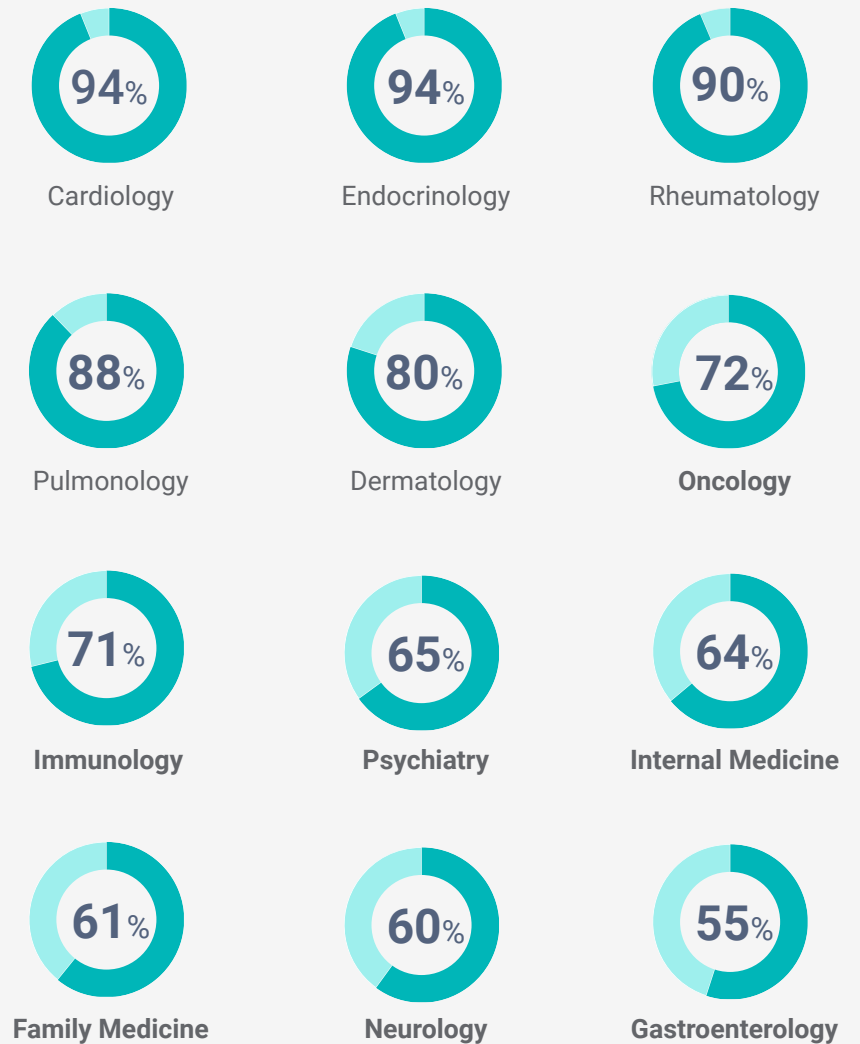 94% 94% 90%
Cardiology Endocrinology Rheumatology
88% 80% 72%
Pulmonology Dermatology Oncology
71% 65% 64%
Immunology Psychiatry Internal Medicine
61% 60% 55%
Family Medicine Neurology Gastroenterology